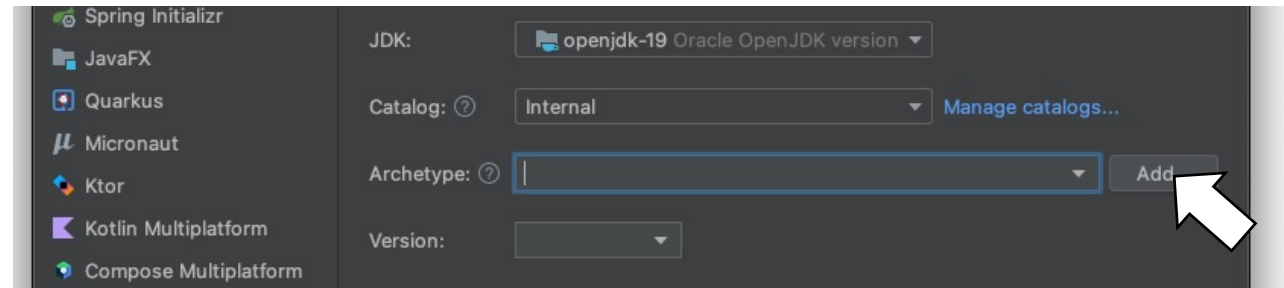 Spring Initializr
JavaFX
Quarkus
Micronaut
Ktor
Kotlin Multiplatform
Compose Multiplatform
JDK: openjdk-19 Oracle OpenJDK version
Catalog: ? Internal Manage catalogs...
Archetype: ? Add
Version: